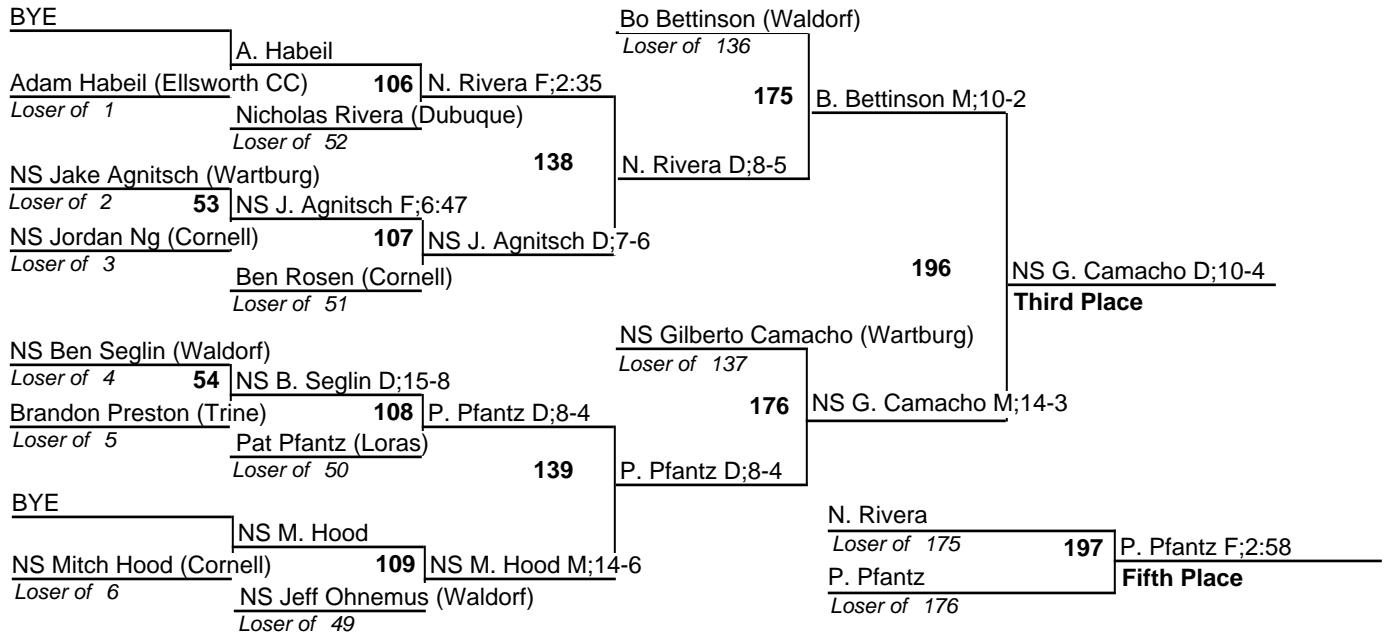 BYE
A. Habeil
Adam Habeil (Ellsworth CC)
Loser of 1
106
N. Rivera F;2:35
Nicholas Rivera (Dubuque)
Loser of 52
138
N. Rivera D;8-5
NS Jake Agnitsch (Wartburg)
Loser of 2
53
NS J. Agnitsch F;6:47
NS Jordan Ng (Cornell)
Loser of 3
107
NS J. Agnitsch D;7-6
Ben Rosen (Cornell)
Loser of 51
Bo Bettinson (Waldorf)
Loser of 136
175
B. Bettinson M;10-2
196
NS G. Camacho D;10-4
Third Place
NS Ben Seglin (Waldorf)
Loser of 4
54
NS B. Seglin D;15-8
Brandon Preston (Trine)
Loser of 5
108
P. Pfantz D;8-4
Pat Pfantz (Loras)
Loser of 50
139
P. Pfantz D;8-4
NS Gilberto Camacho (Wartburg)
Loser of 137
176
NS G. Camacho M;14-3
BYE
NS M. Hood
NS Mitch Hood (Cornell)
Loser of 6
109
NS M. Hood M;14-6
NS Jeff Ohnemus (Waldorf)
Loser of 49
N. Rivera
Loser of 175
197
P. Pfantz F;2:58
P. Pfantz
Fifth Place
Loser of 176